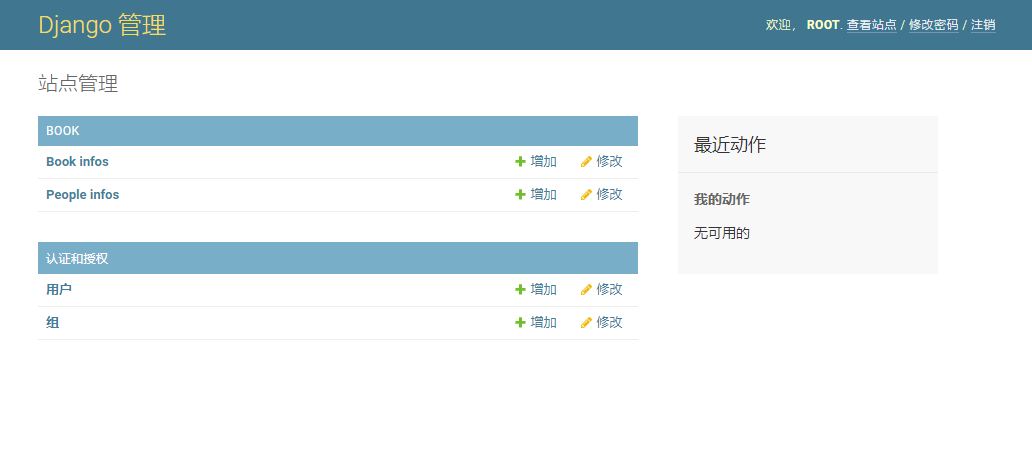 Django 管理
欢迎， ROOT. 查看站点 / 修改密码 / 注销
站点管理
BOOK
Book infos 增加 修改
People infos 增加 修改
认证和授权
用户 增加 修改
组 增加 修改
最近动作
我的动作
无可用的